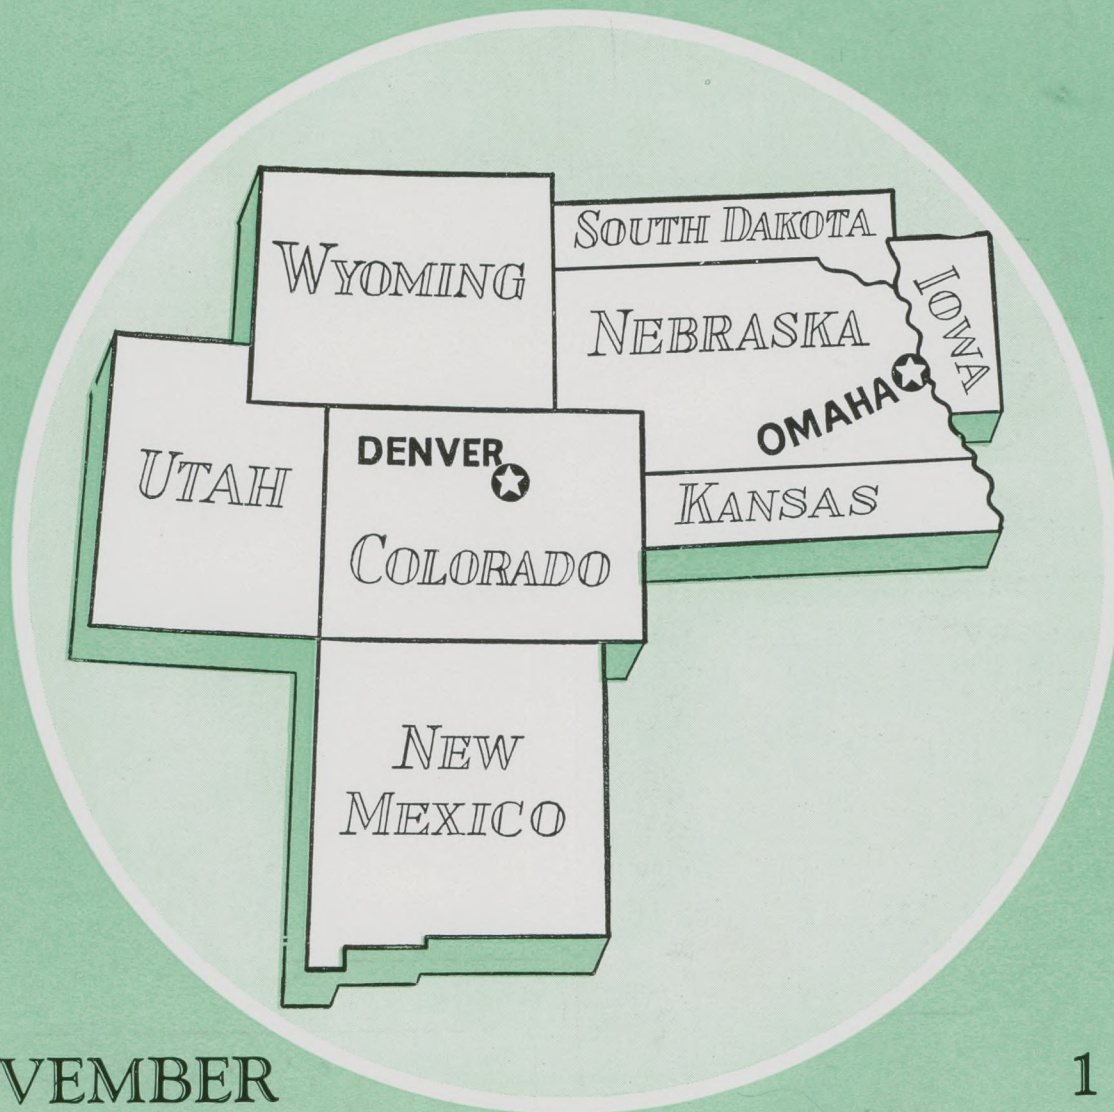 SOUTH DAKOTA
WYOMING
IOWA
NEBRASKA
OMAHA
DENVER
UTAH
KANSAS
COLORADO
NEW
MEXICO
VEMBER
1